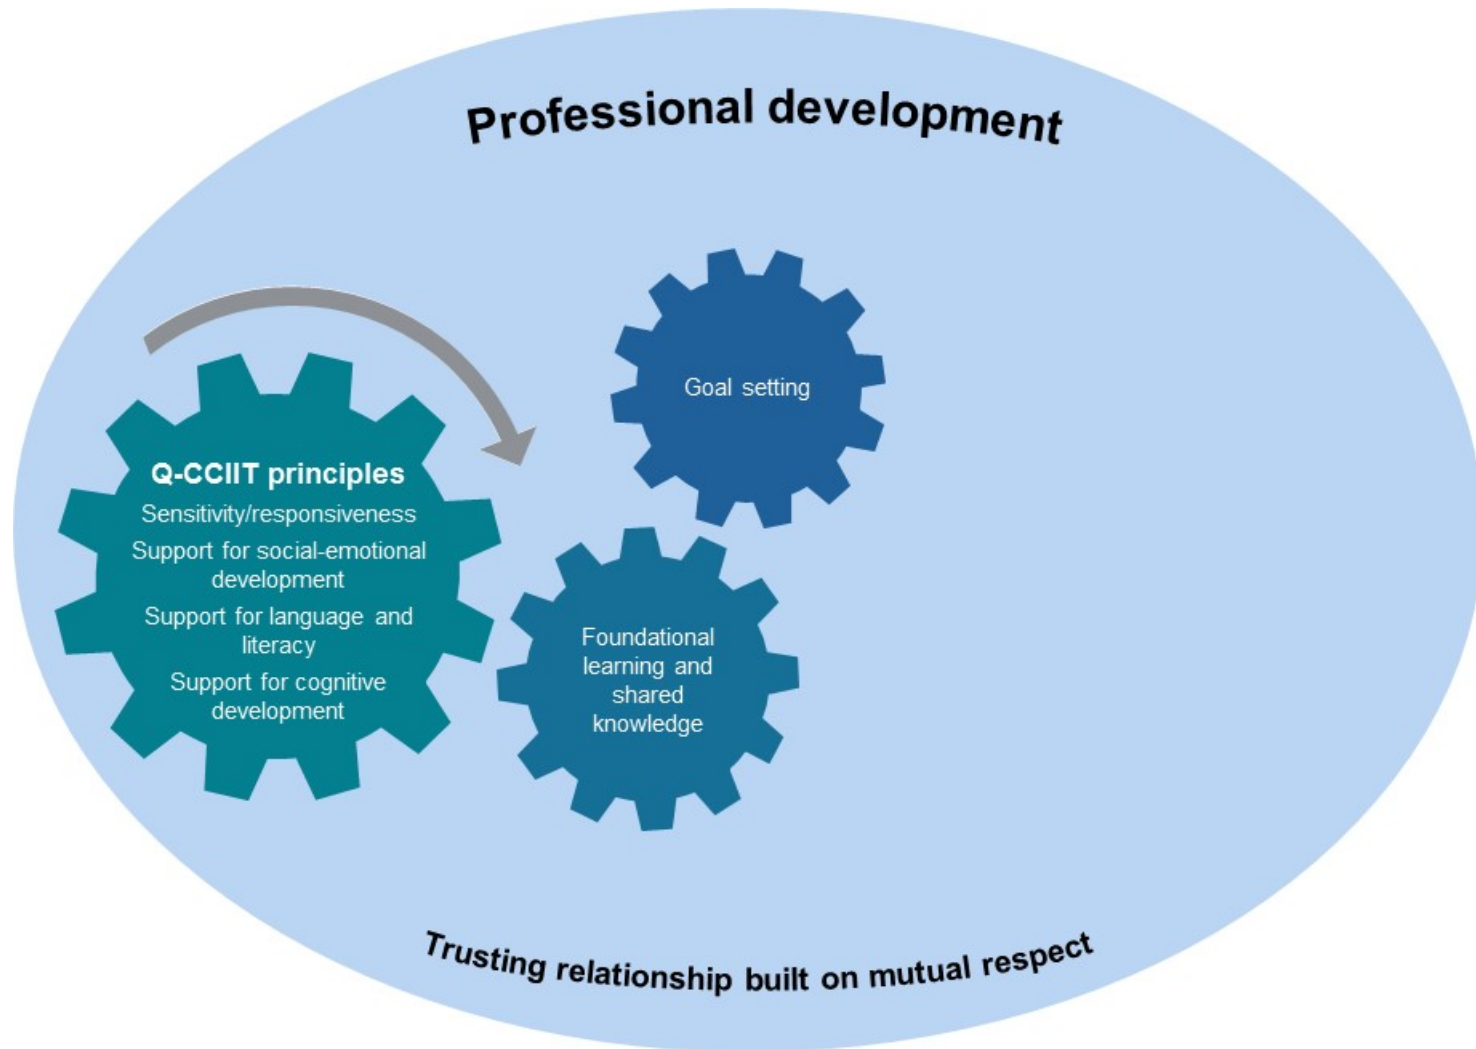 Professional development
Goal setting
Q-CCIIT principles
Sensitivity/responsiveness
Support for social-emotional
development
Support for language and
literacy
Support for cognitive
development
Foundational
learning and
shared
knowledge
Trusting relationship built on mutual respect